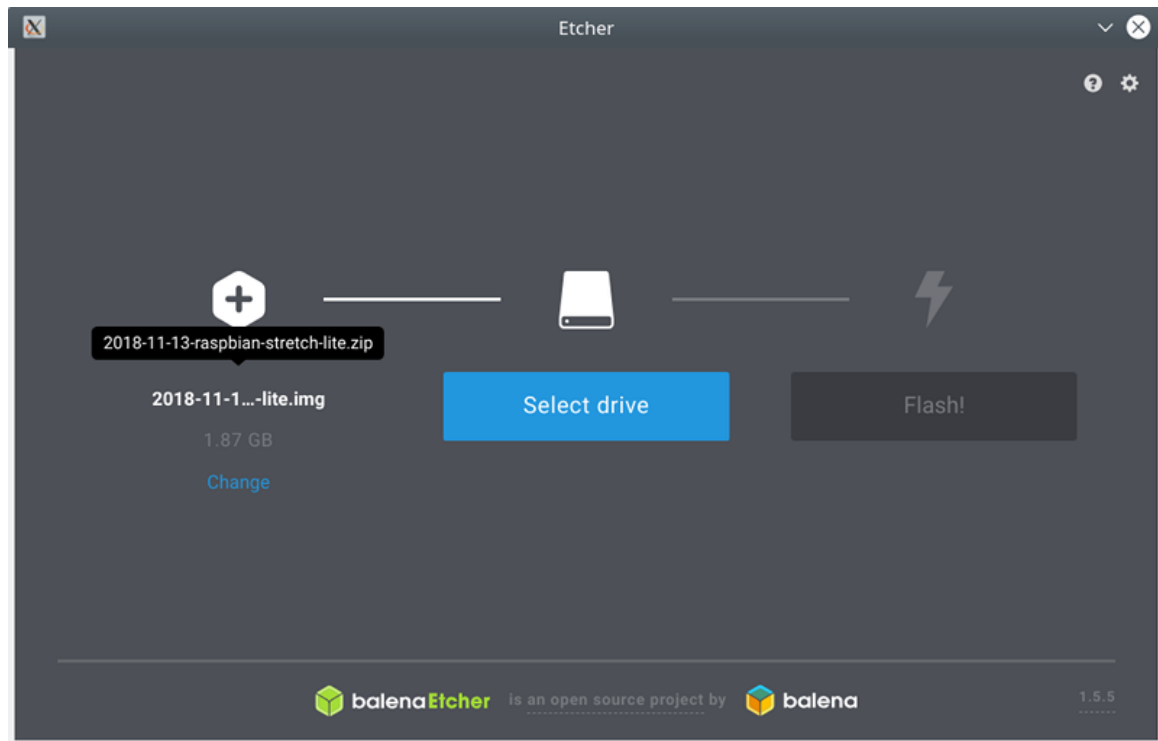 Etcher
2018-11-13-raspbian-stretch-lite.zip
2018-11-1...-lite.img
1.87 GB
Change
Select drive
Flash!
balenaEtcher is an open source project by balena
1.5.5